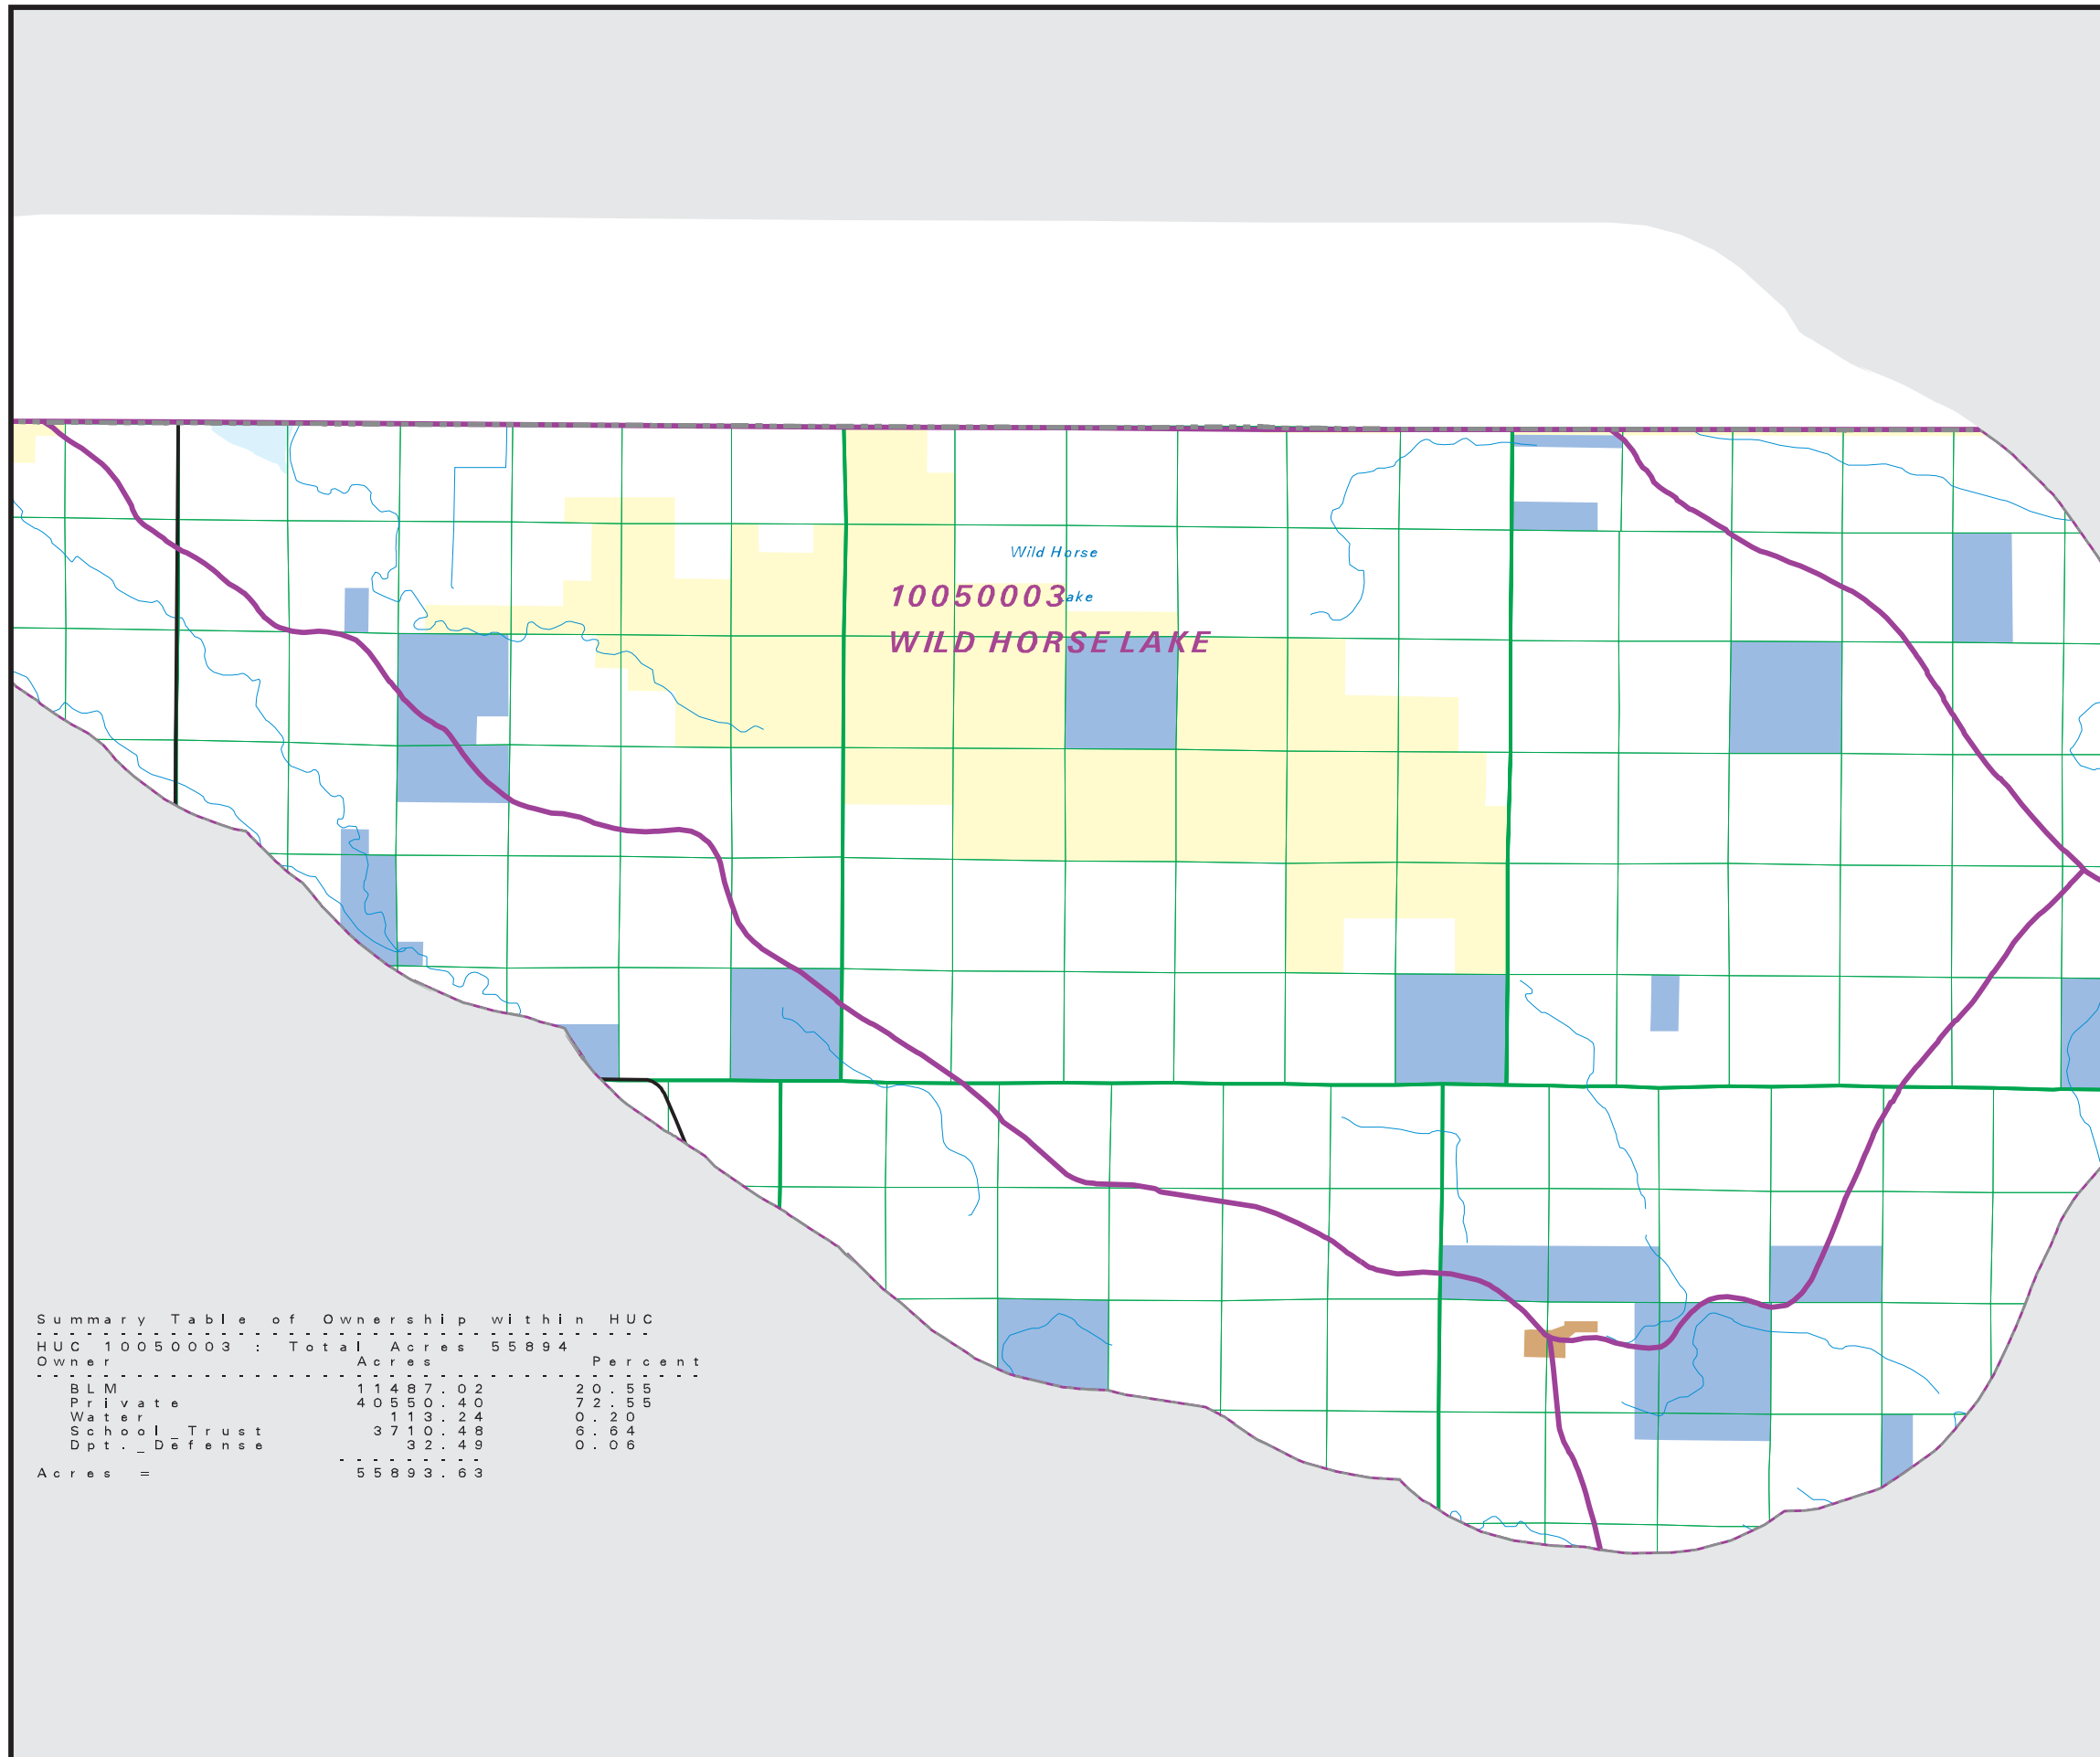 Wild Horse
10050003
ake
WILD HORSE LAKE
Summary Table of Ownership within HUC
- - - - - - - - - - - - - - - - - - - - - - - - - - - - - - - - - - - - -
HUC 10050003 : Total Acres 55894
Owner Acres Percent
- - - - - - - - - - - - - - - - - - - - - - - - - - - - - - - - - - - - - - - -
BLM 11487.02 20.55
Private 40550.40 72.55
Water 113.24 0.20
School_Trust 3710.48 6.64
Dpt._Defense 32.49 0.06
- - - - - - - - -
Acres = 55893.63